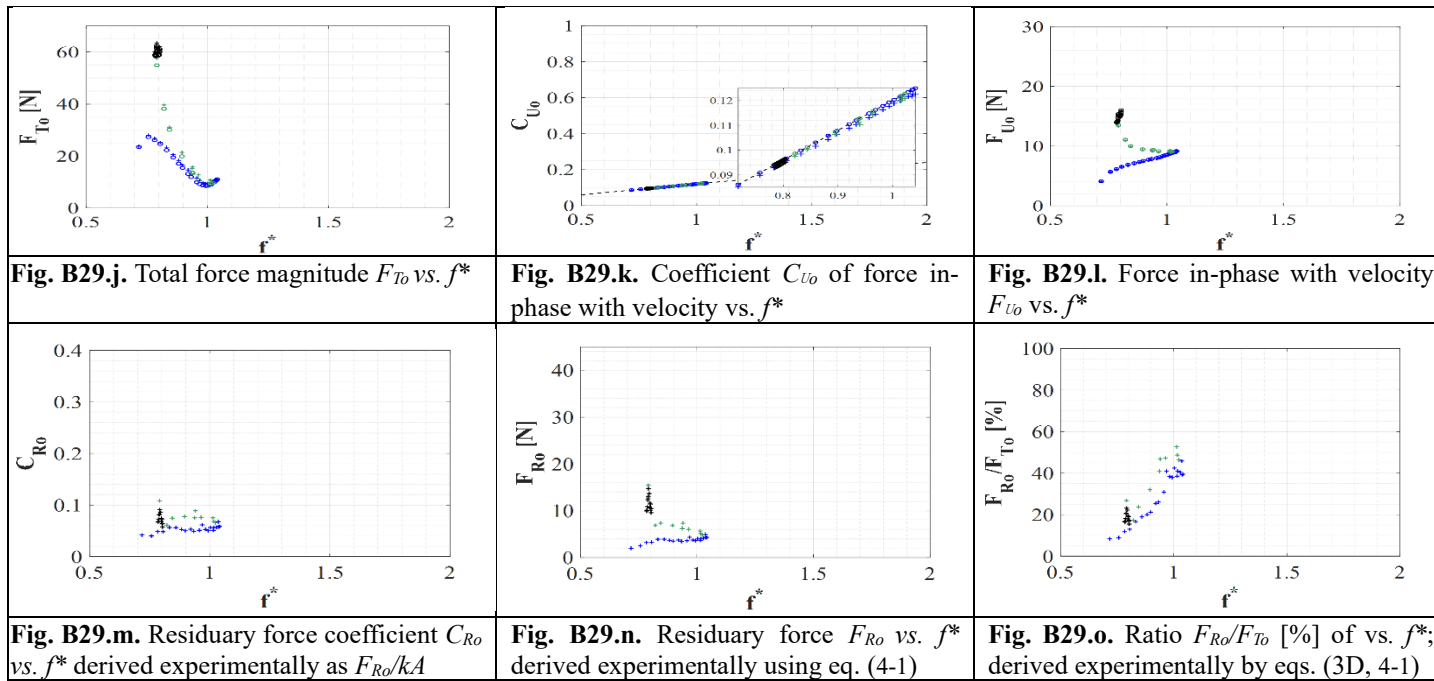 60
40
20
0
0.5
1
1.5
2
F_To [N]
f*
1
0.8
0.6
0.4
0.2
0
0.5
1
1.5
2
C_Uo
f*
0.12
0.11
0.1
0.09
0.8
0.9
1
30
20
10
0
0.5
1
1.5
2
F_Uo [N]
f*
Fig. B29.j. Total force magnitude F_To vs. f*
Fig. B29.k. Coefficient C_Uo of force in-
phase with velocity vs. f*
Fig. B29.l. Force in-phase with velocity
F_Uo vs. f*
0.4
0.3
0.2
0.1
0
0.5
1
1.5
2
C_Ro
f*
40
30
20
10
0
0.5
1
1.5
2
F_Ro [N]
f*
100
80
60
40
20
0
0.5
1
1.5
2
F_Ro/F_To [%]
f*
Fig. B29.m. Residuary force coefficient C_Ro
vs. f* derived experimentally as F_Ro/kA
Fig. B29.n. Residuary force F_Ro vs. f*
derived experimentally using eq. (4-1)
Fig. B29.o. Ratio F_Ro/F_To [%] of vs. f*;
derived experimentally by eqs. (3D, 4-1)